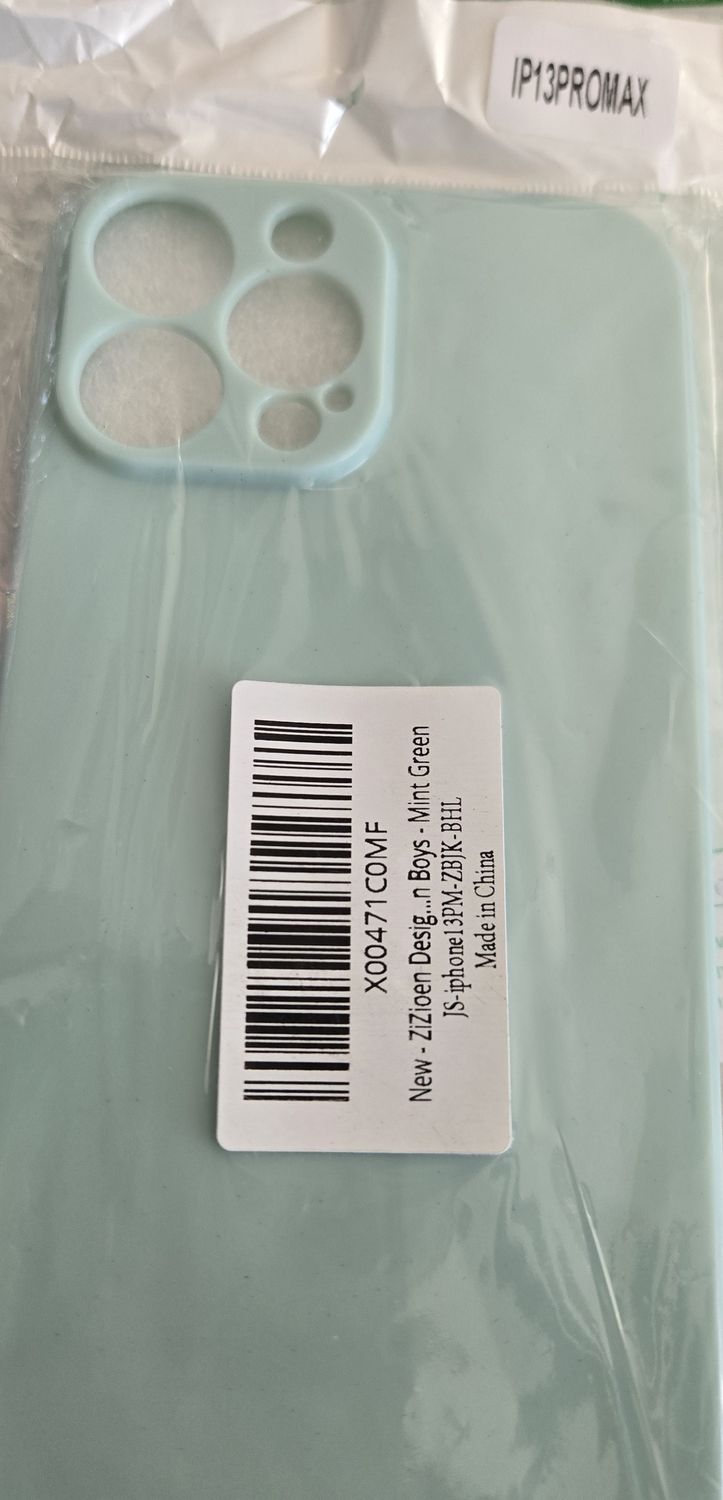 IP13PROMAX
X00471C0MF
New - ZiZioen Desig...n Boys - Mint Green
JS-iphone13PM-ZBJK-BHL
Made in China